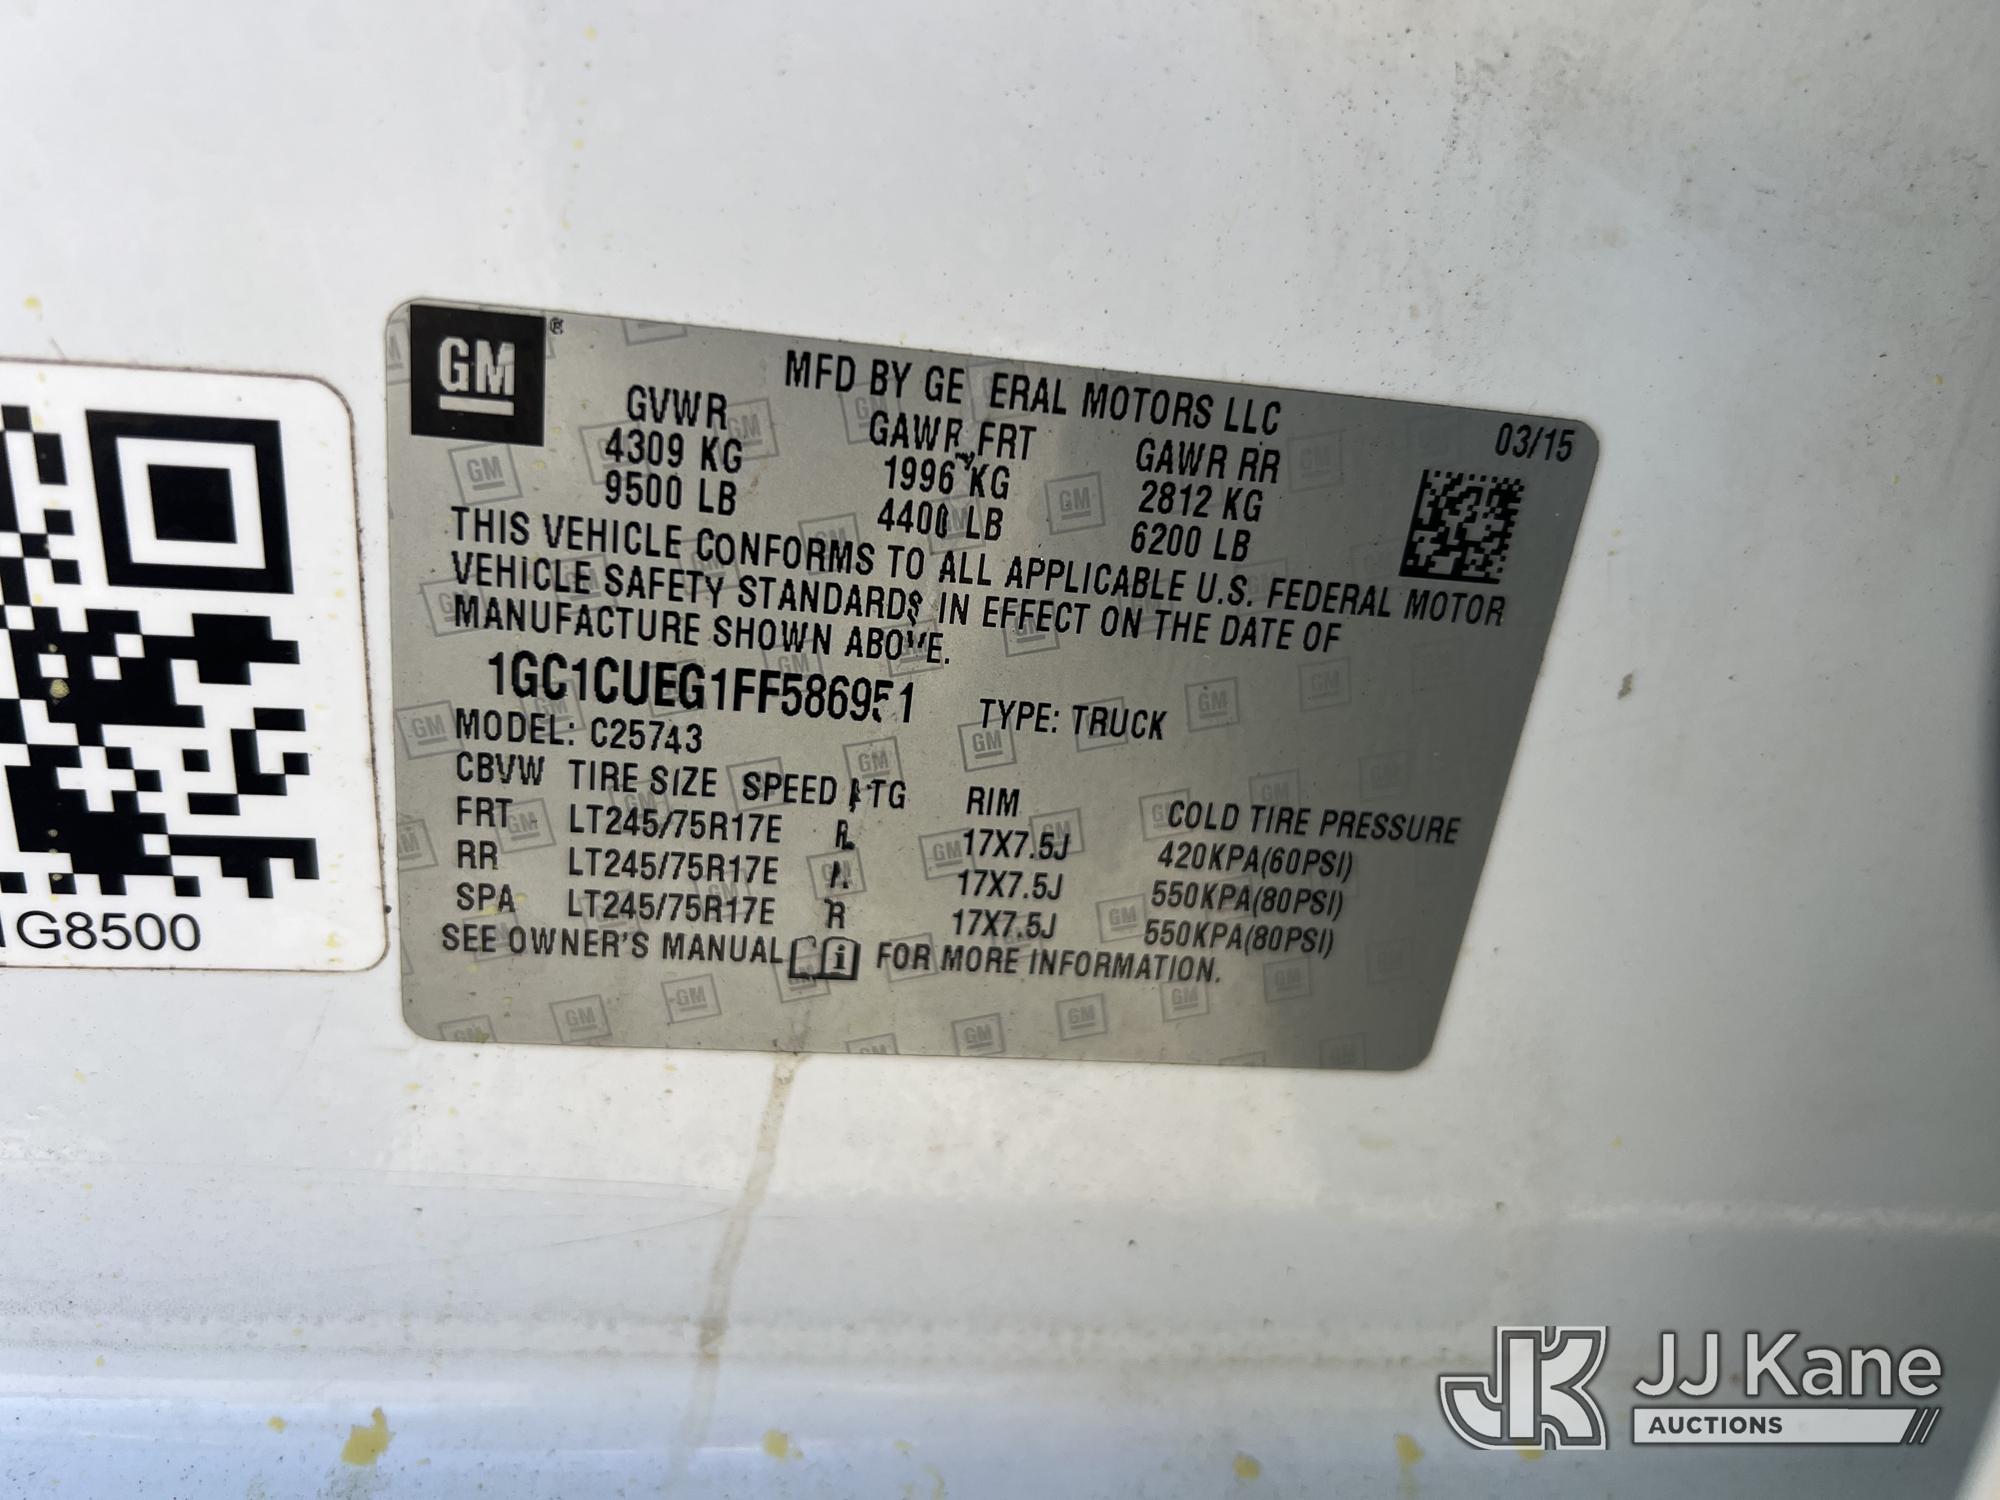 GM
MFD BY GE ERAL MOTORS LLC
03/15
GVWR GAWR FRT GAWR RR
4309 KG 1996 KG 2812 KG
9500 LB 4400 LB 6200 LB
THIS VEHICLE CONFORMS TO ALL APPLICABLE U.S. FEDERAL MOTOR
VEHICLE SAFETY STANDARDS IN EFFECT ON THE DATE OF
MANUFACTURE SHOWN ABOVE.
1GC1CUEG1FF586951 TYPE: TRUCK
MODEL: C25743
CBVW TIRE SIZE SPEED RTG RIM COLD TIRE PRESSURE
FRT LT245/75R17E R 17X7.5J 420KPA(60PSI)
RR LT245/75R17E R 17X7.5J 550KPA(80PSI)
SPA LT245/75R17E R 17X7.5J 550KPA(80PSI)
SEE OWNER'S MANUAL i FOR MORE INFORMATION.
1G8500
JJ Kane
AUCTIONS